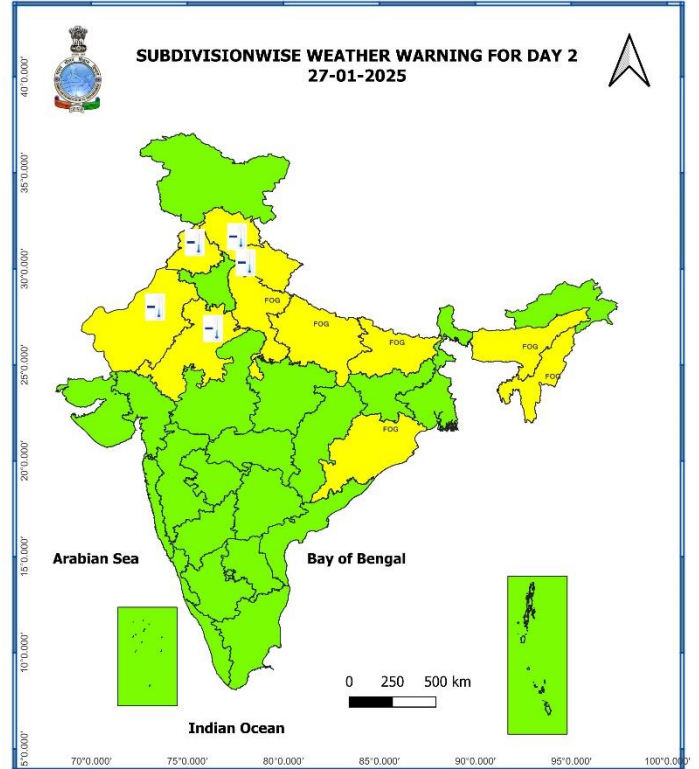 SUBDIVISIONWISE WEATHER WARNING FOR DAY 2
27-01-2025
40°0.000'
35°0.000'
30°0.000'
25°0.000'
20°0.000'
15°0.000'
10°0.000'
5°0.000'
FOG
FOG
FOG
FOG
FOG
FOG
Arabian Sea
Bay of Bengal
0 250 500 km
Indian Ocean
70°0.000' 75°0.000' 80°0.000' 85°0.000' 90°0.000' 95°0.000' 100°0.000'